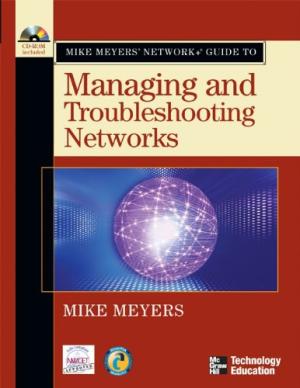 CD-ROM
included
MIKE MEYERS' NETWORK+ GUIDE TO
Managing and
Troubleshooting
Networks
MIKE MEYERS
Mc
Graw
Hill
Technology
Education